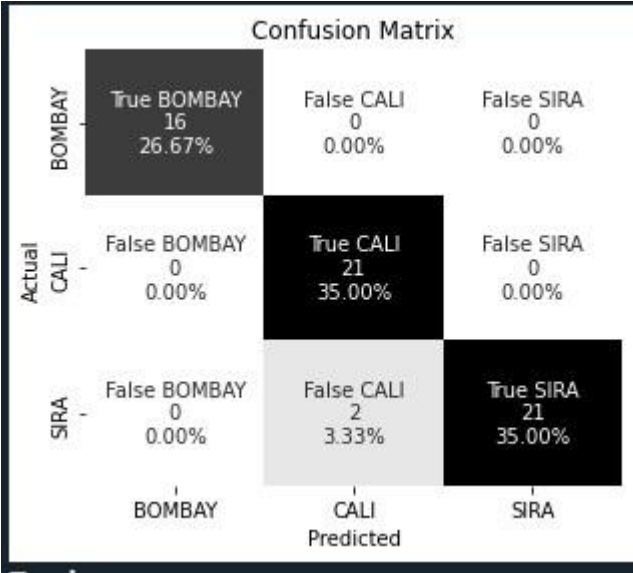 Confusion Matrix
True BOMBAY False CALI False SIRA
16 0 0
26.67% 0.00% 0.00%
BOMBAY
False BOMBAY True CALI False SIRA
0 21 0
0.00% 35.00% 0.00%
CALI
Actual
False BOMBAY False CALI True SIRA
0 2 21
0.00% 3.33% 35.00%
SIRA
BOMBAY CALI SIRA
Predicted